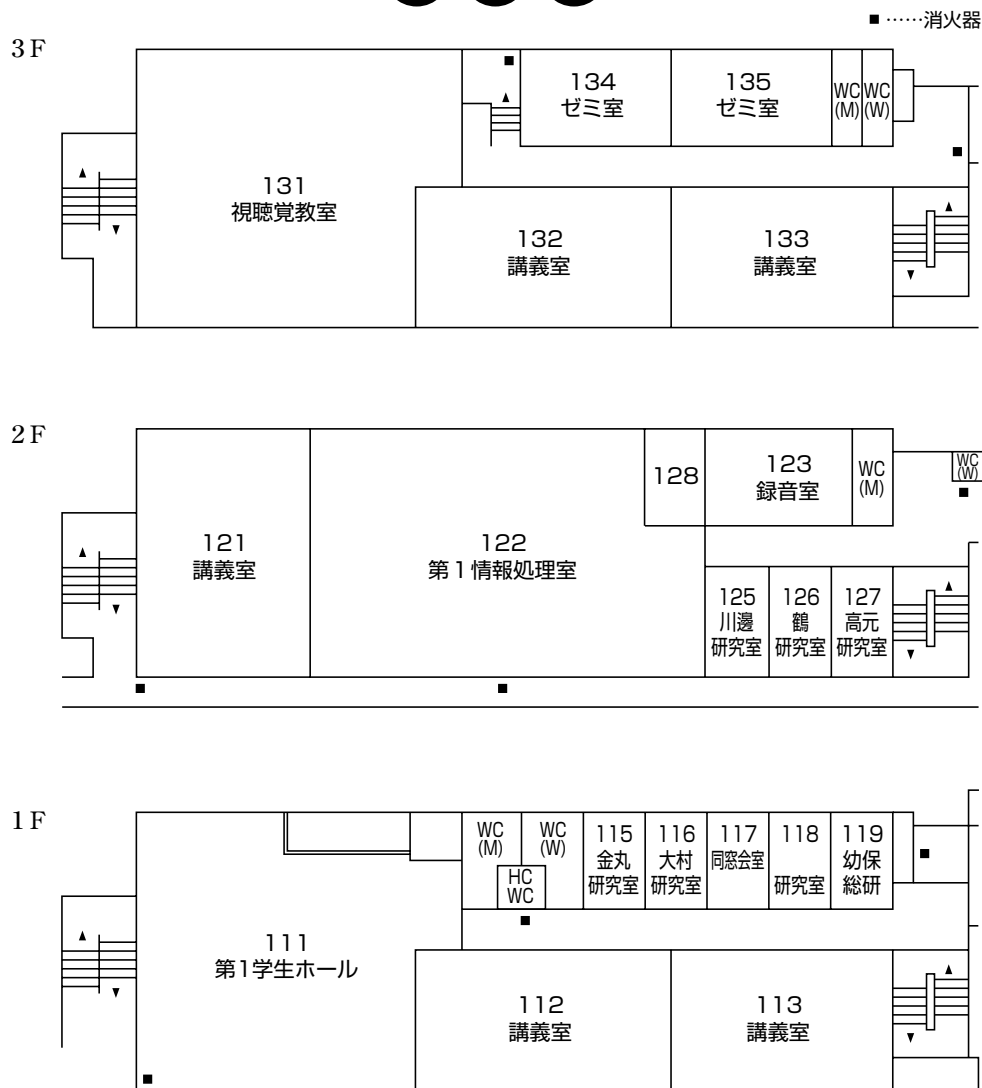 ■ ……消火器
3F
134
ゼミ室
135
ゼミ室
WC
(M)
WC
(W)
131
視聴覚教室
132
講義室
133
講義室
2F
121
講義室
122
第1情報処理室
128
123
録音室
WC
(M)
WC
(W)
125
川邊
研究室
126
鶴
研究室
127
高元
研究室
1F
WC
(M)
WC
(W)
HC
WC
115
金丸
研究室
116
大村
研究室
117
同窓会室
118
研究室
119
幼保
総研
111
第1学生ホール
112
講義室
113
講義室